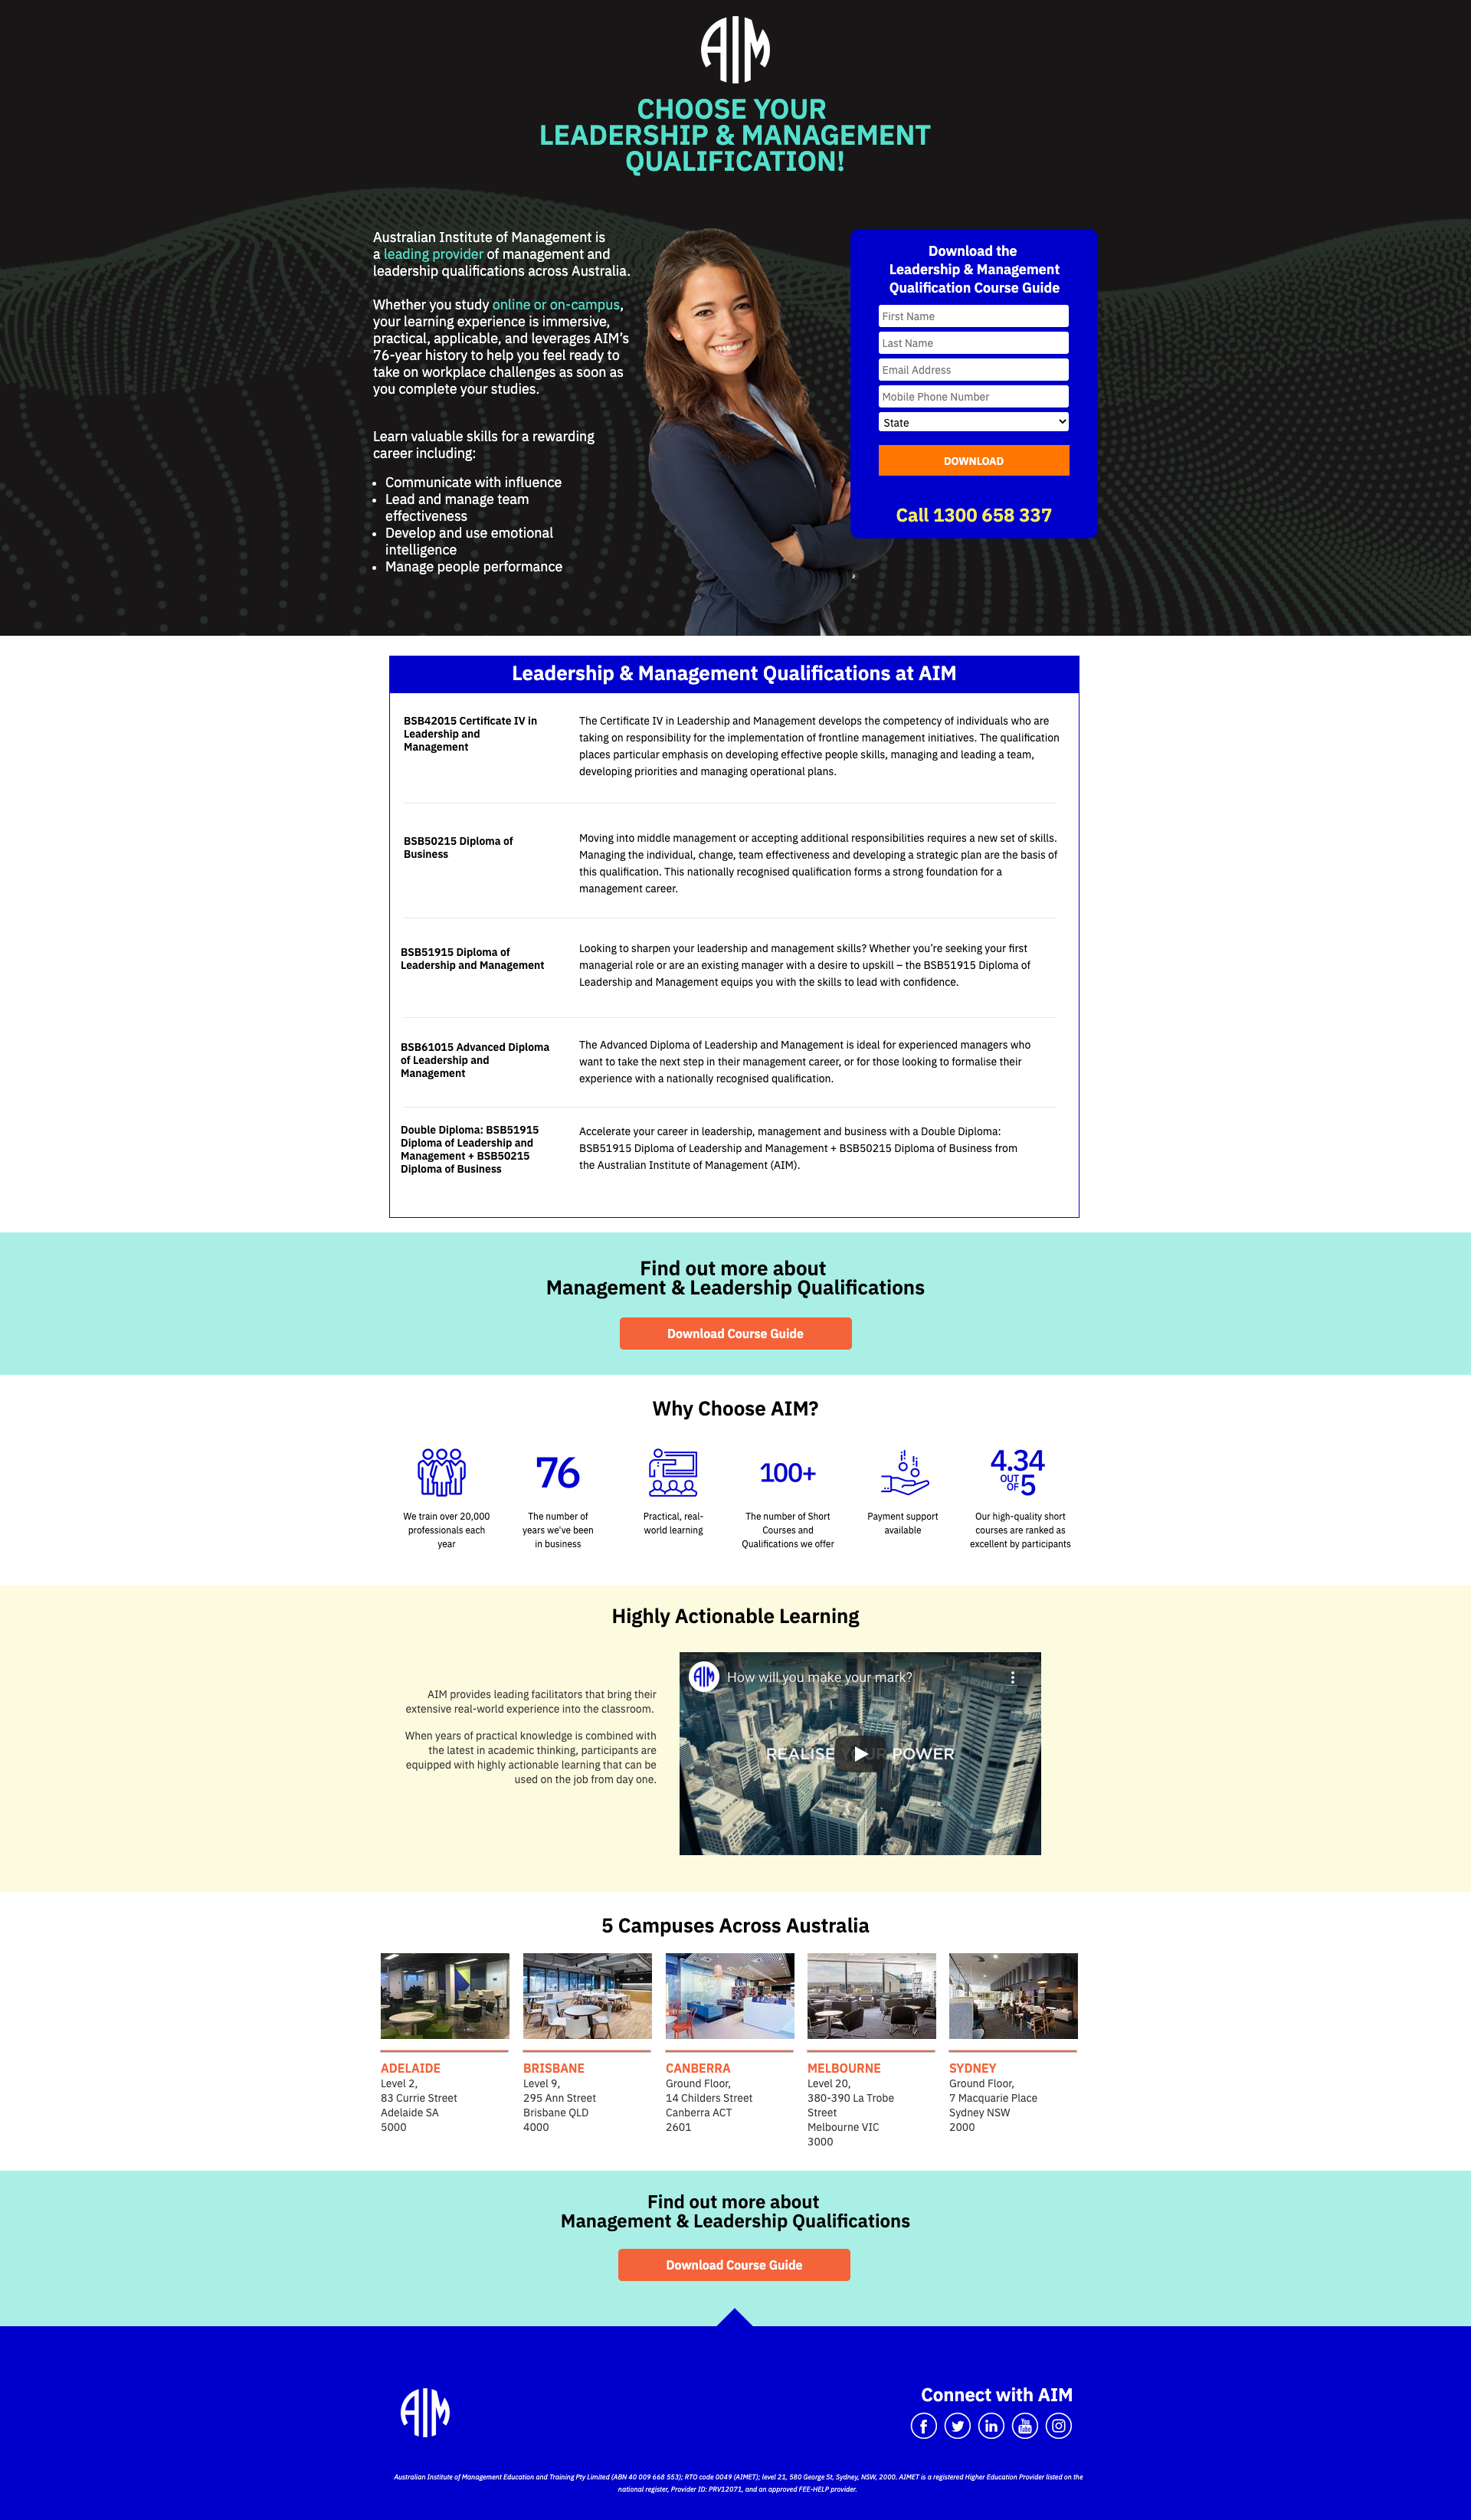 AIM
CHOOSE YOUR
LEADERSHIP & MANAGEMENT
QUALIFICATION!
Australian Institute of Management is
a leading provider of management and
leadership qualifications across Australia.
Whether you study online or on-campus,
your learning experience is immersive,
practical, applicable, and leverages AIM’s
76-year history to help you feel ready to
take on workplace challenges as soon as
you complete your studies.
Learn valuable skills for a rewarding
career including:
• Communicate with influence
• Lead and manage team
effectiveness
• Develop and use emotional
intelligence
• Manage people performance
Download the
Leadership & Management
Qualification Course Guide
First Name
Last Name
Email Address
Mobile Phone Number
State
DOWNLOAD
Call 1300 658 337
Leadership & Management Qualifications at AIM
BSB42015 Certificate IV in
Leadership and
Management
The Certificate IV in Leadership and Management develops the competency of individuals who are
taking on responsibility for the implementation of frontline management initiatives. The qualification
places particular emphasis on developing effective people skills, managing and leading a team,
developing priorities and managing operational plans.
BSB50215 Diploma of
Business
Moving into middle management or accepting additional responsibilities requires a new set of skills.
Managing the individual, change, team effectiveness and developing a strategic plan are the basis of
this qualification. This nationally recognised qualification forms a strong foundation for a
management career.
BSB51915 Diploma of
Leadership and Management
Looking to sharpen your leadership and management skills? Whether you’re seeking your first
managerial role or are an existing manager with a desire to upskill – the BSB51915 Diploma of
Leadership and Management equips you with the skills to lead with confidence.
BSB61015 Advanced Diploma
of Leadership and
Management
The Advanced Diploma of Leadership and Management is ideal for experienced managers who
want to take the next step in their management career, or for those looking to formalise their
experience with a nationally recognised qualification.
Double Diploma: BSB51915
Diploma of Leadership and
Management + BSB50215
Diploma of Business
Accelerate your career in leadership, management and business with a Double Diploma:
BSB51915 Diploma of Leadership and Management + BSB50215 Diploma of Business from
the Australian Institute of Management (AIM).
Find out more about
Management & Leadership Qualifications
Download Course Guide
Why Choose AIM?
We train over 20,000
professionals each
year
76
The number of
years we've been
in business
Practical, real-
world learning
100+
The number of Short
Courses and
Qualifications we offer
Payment support
available
4.34
OUT
OF 5
Our high-quality short
courses are ranked as
excellent by participants
Highly Actionable Learning
AIM provides leading facilitators that bring their
extensive real-world experience into the classroom.
When years of practical knowledge is combined with
the latest in academic thinking, participants are
equipped with highly actionable learning that can be
used on the job from day one.
AIM How will you make your mark?
REALISE YOUR POWER
5 Campuses Across Australia
ADELAIDE
Level 2,
83 Currie Street
Adelaide SA
5000
BRISBANE
Level 9,
295 Ann Street
Brisbane QLD
4000
CANBERRA
Ground Floor,
14 Childers Street
Canberra ACT
2601
MELBOURNE
Level 20,
380-390 La Trobe
Street
Melbourne VIC
3000
SYDNEY
Ground Floor,
7 Macquarie Place
Sydney NSW
2000
Find out more about
Management & Leadership Qualifications
Download Course Guide
AIM
Connect with AIM
You
Tube
Australian Institute of Management Education and Training Pty Limited (ABN 40 009 668 553); RTO code 0049 (AIMET); level 21, 580 George St, Sydney, NSW, 2000. AIMET is a registered Higher Education Provider listed on the
national register, Provider ID: PRV12071, and an approved FEE-HELP provider.